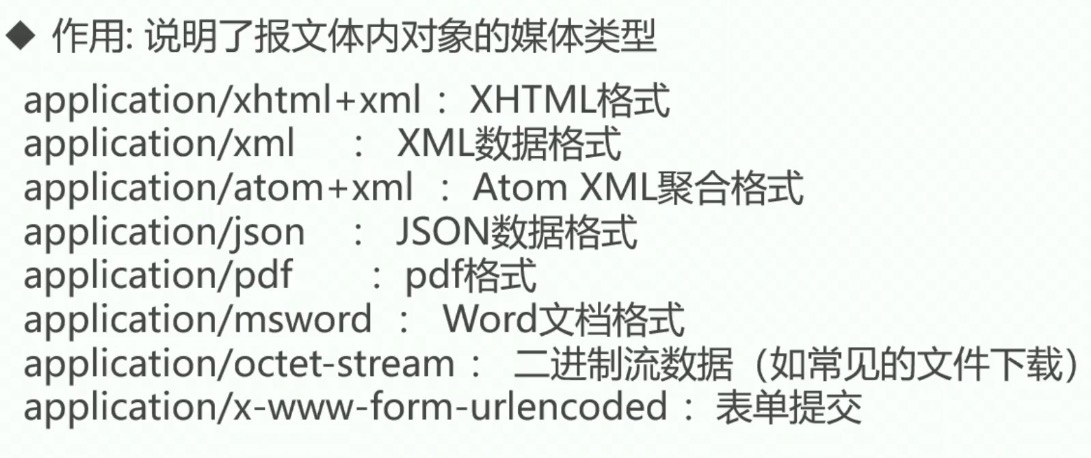 ◆ 作用: 说明了报文体内对象的媒体类型
application/xhtml+xml : XHTML格式
application/xml : XML数据格式
application/atom+xml : Atom XML聚合格式
application/json : JSON数据格式
application/pdf : pdf格式
application/msword : Word文档格式
application/octet-stream : 二进制流数据（如常见的文件下载）
application/x-www-form-urlencoded : 表单提交